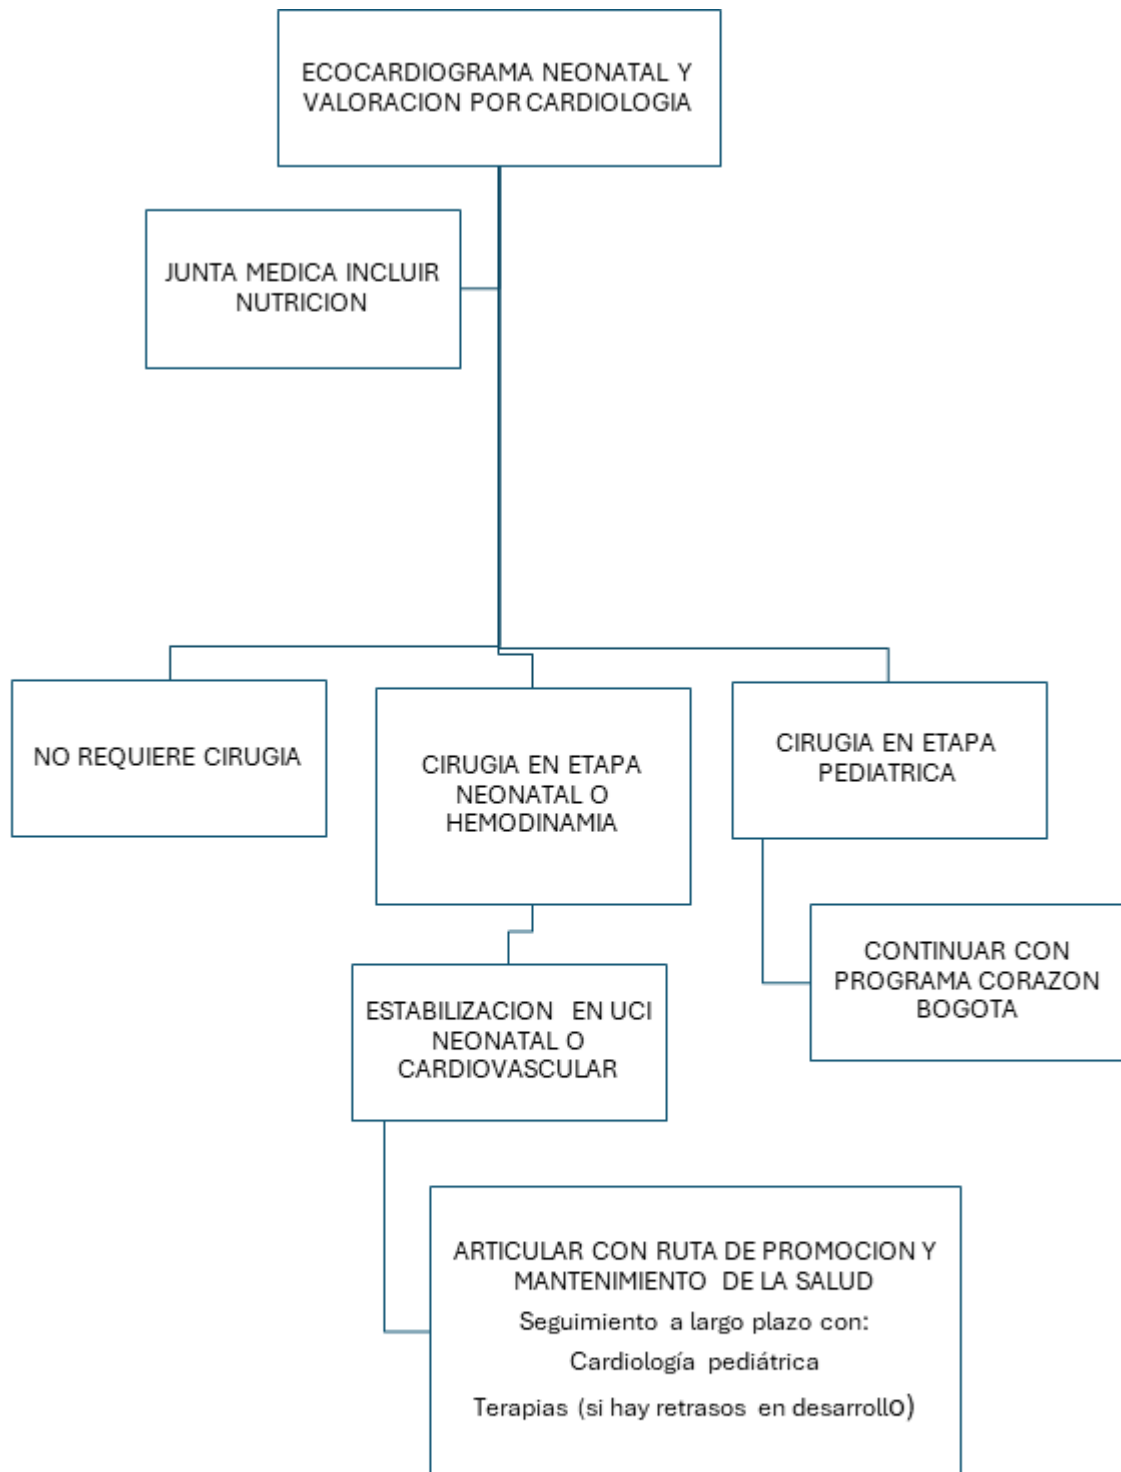 ECOCARDIOGRAMA NEONATAL Y
VALORACION POR CARDIOLOGIA
JUNTA MEDICA INCLUIR
NUTRICION
NO REQUIERE CIRUGIA
CIRUGIA EN ETAPA
NEONATAL O
HEMODINAMIA
CIRUGIA EN ETAPA
PEDIATRICA
CONTINUAR CON
PROGRAMA CORAZON
BOGOTA
ESTABILIZACION EN UCI
NEONATAL O
CARDIOVASCULAR
ARTICULAR CON RUTA DE PROMOCION Y
MANTENIMIENTO DE LA SALUD
Seguimiento a largo plazo con:
Cardiología pediátrica
Terapias (si hay retrasos en desarrollo)